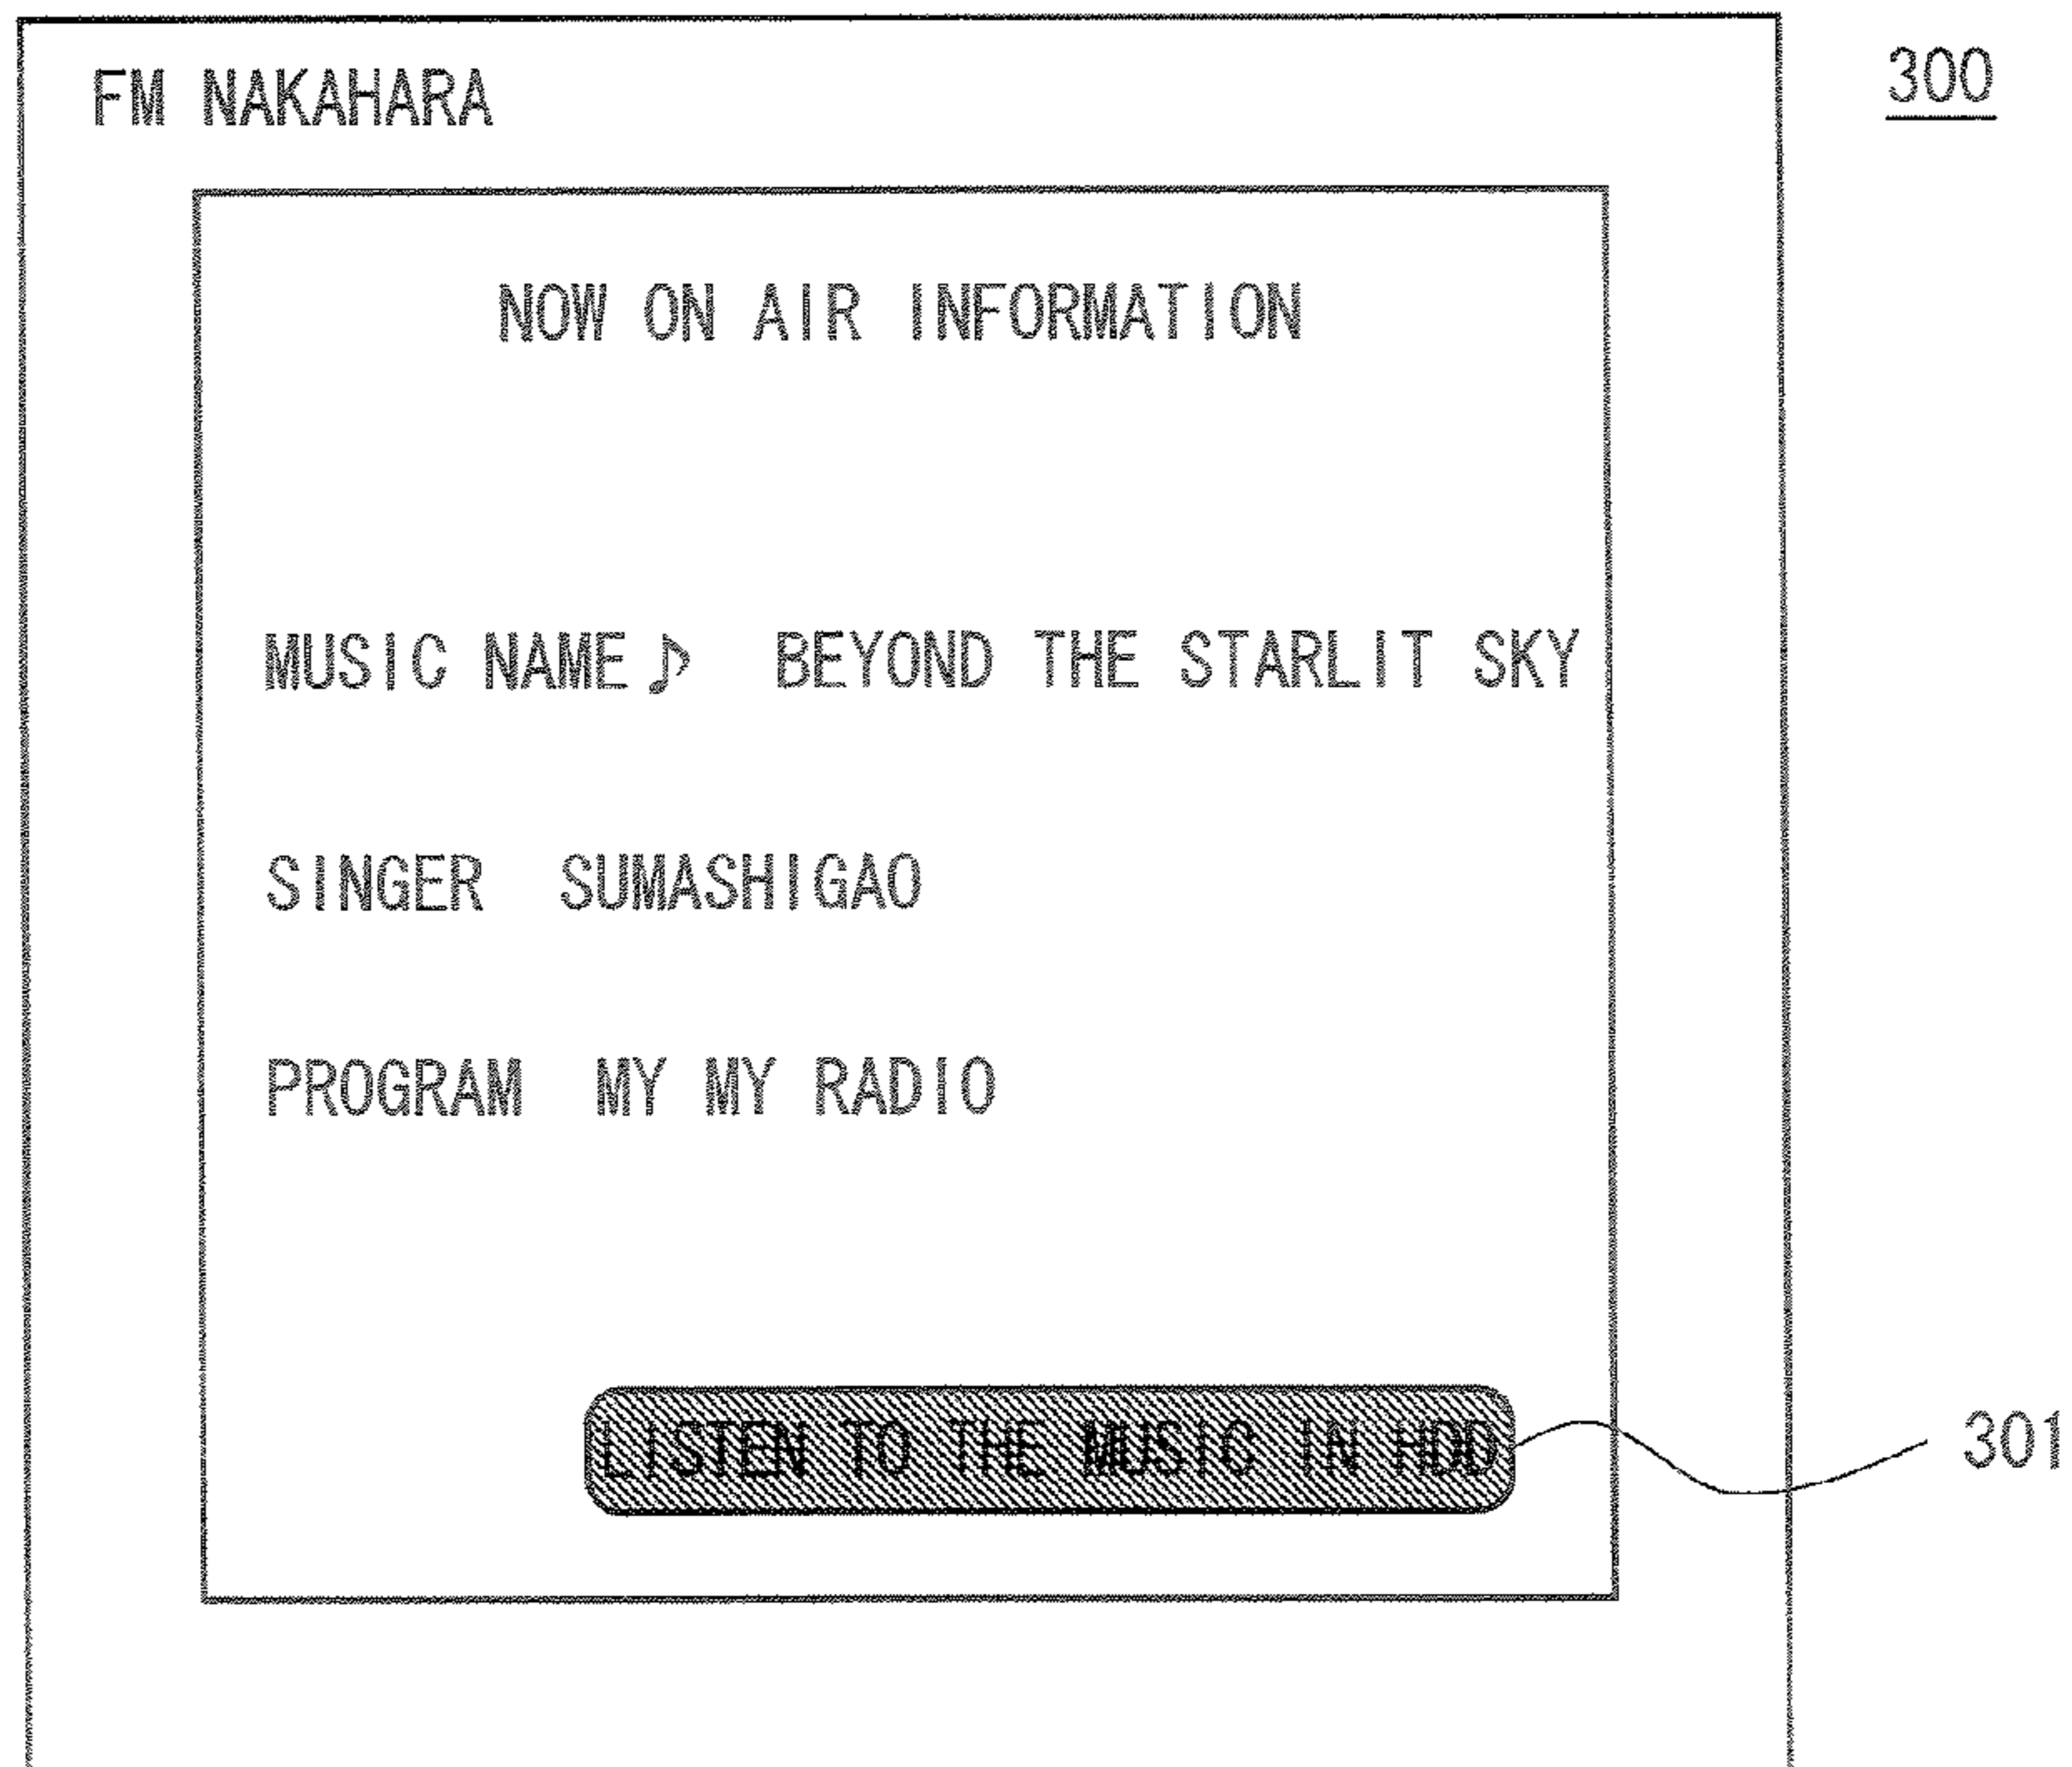 FM NAKAHARA
300
NOW ON AIR INFORMATION
MUSIC NAME♪ BEYOND THE STARLIT SKY
SINGER SUMASHIGAO
PROGRAM MY MY RADIO
LISTEN TO THE MUSIC IN HDD
301